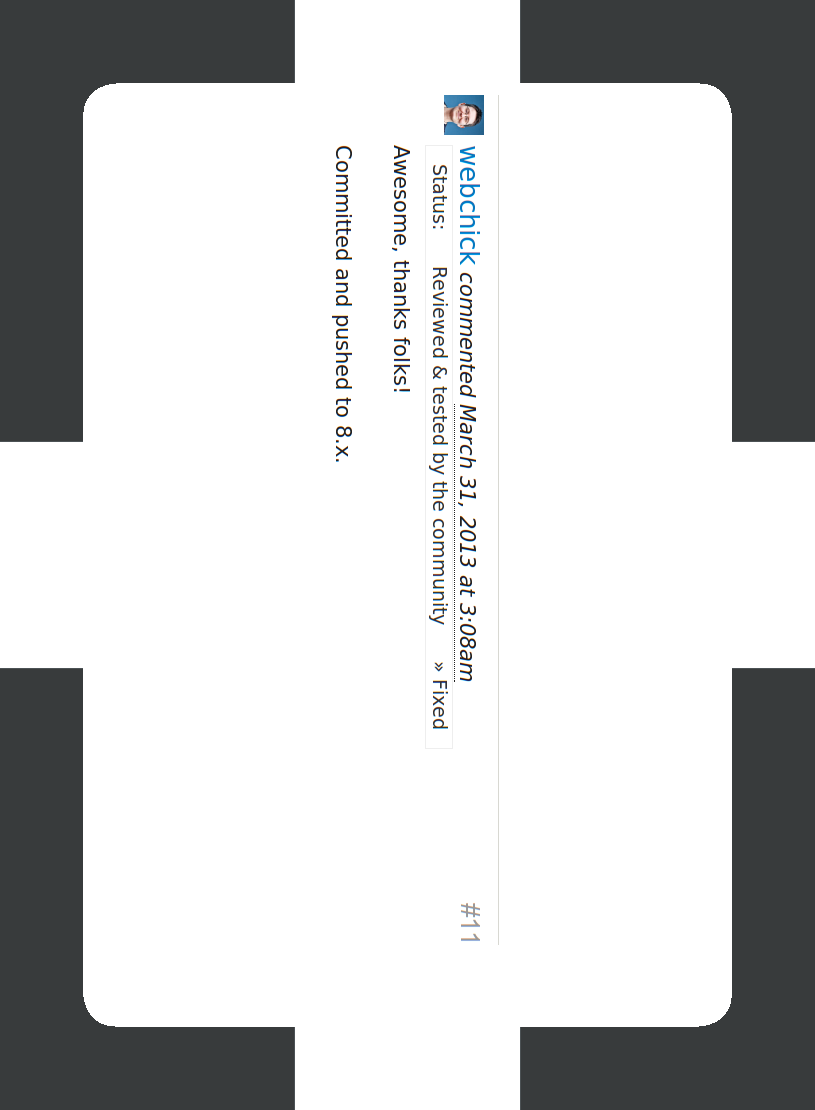 webchick commented March 31, 2013 at 3:08am
#11
Status: Reviewed & tested by the community » Fixed
Awesome, thanks folks!
Committed and pushed to 8.x.